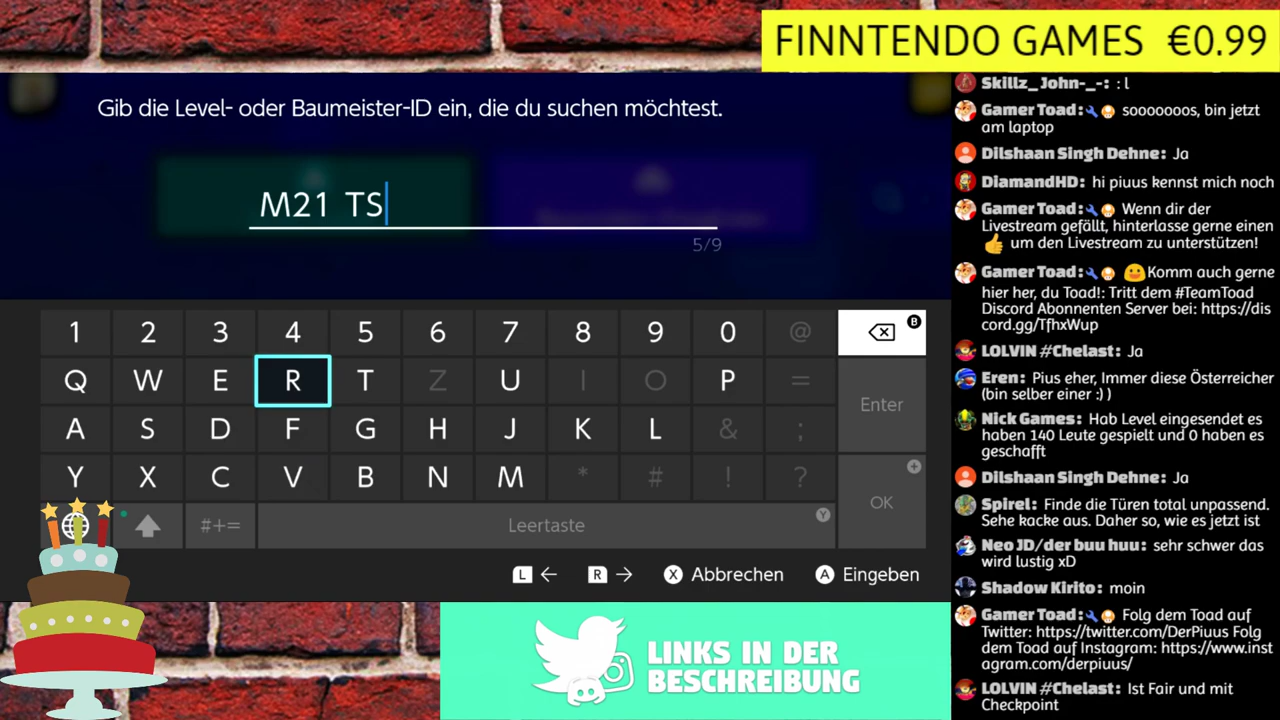 FINNTENDO GAMES €0.99
Gib die Level- oder Baumeister-ID ein, die du suchen möchtest.
M21 TS
5/9
1 2 3 4 5 6 7 8 9 0 @
B
Q W E R T Z U I O P =
Enter
A S D F G H J K L & ;
Y X C V B N M * # ! ?
OK
#+= Leertaste Y
L ← R → X Abbrechen A Eingeben
LINKS IN DER
BESCHREIBUNG
Skillz_John-_-: : l
Gamer Toad: sooooooos, bin jetzt
am laptop
Dilshaan Singh Dehne: Ja
DiamandHD: hi piuus kennst mich noch
Gamer Toad: Wenn dir der
Livestream gefällt, hinterlasse gerne einen
👍 um den Livestream zu unterstützen!
Gamer Toad: Komm auch gerne
hier her, du Toad!: Tritt dem #TeamToad
Discord Abonnenten Server bei: https://dis
cord.gg/TfhxWup
LOLVIN #Chelast: Ja
Eren: Pius eher, Immer diese Österreicher
(bin selber einer :) )
Nick Games: Hab Level eingesendet es
haben 140 Leute gespielt und 0 haben es
geschafft
Dilshaan Singh Dehne: Ja
Spirel: Finde die Türen total unpassend.
Sehe kacke aus. Daher so, wie es jetzt ist
Neo JD/der buu huu: sehr schwer das
wird lustig xD
Shadow Kirito: moin
Gamer Toad: Folg dem Toad auf
Twitter: https://twitter.com/DerPiuus Folg
dem Toad auf Instagram: https://www.inst
agram.com/derpiuus/
LOLVIN #Chelast: Ist Fair und mit
Checkpoint